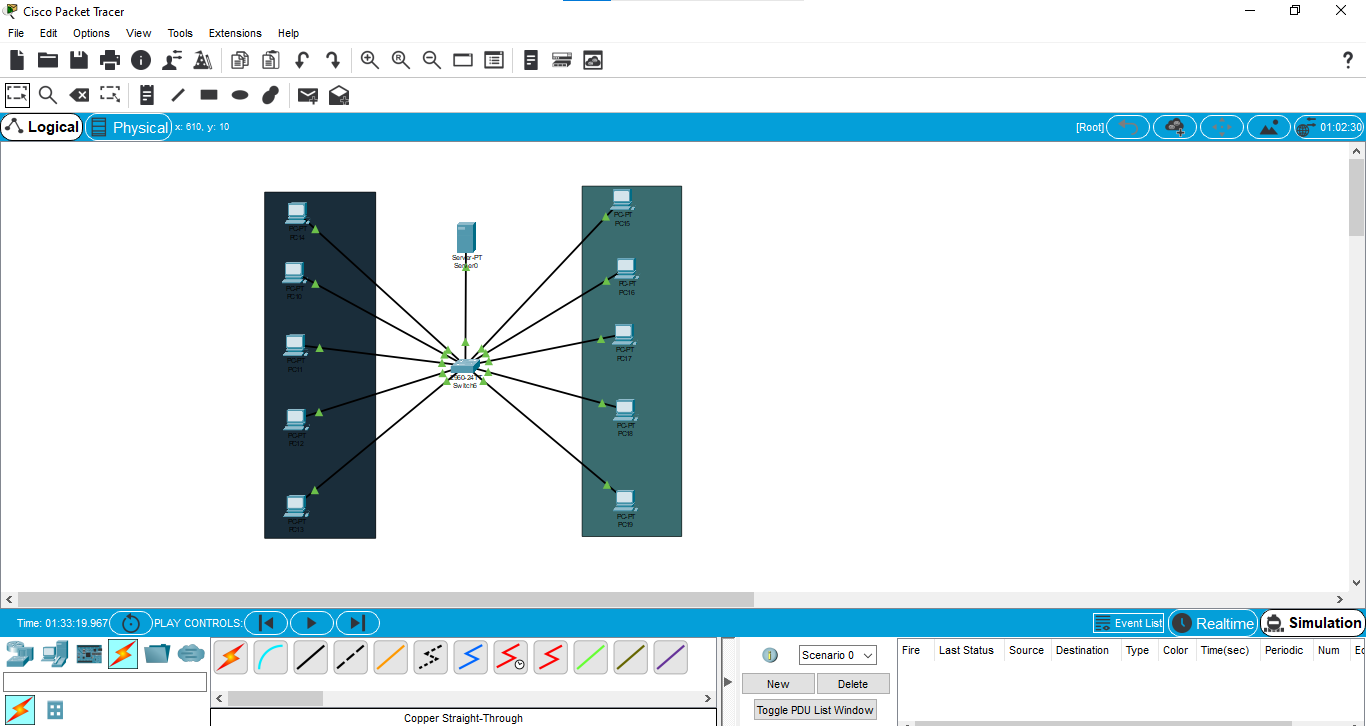 Cisco Packet Tracer
File Edit Options View Tools Extensions Help
Logical Physical x: 610, y: 10 [Root] 01:02:30
PC-PT
PC14
PC-PT
PC10
PC-PT
PC11
PC-PT
PC12
PC-PT
PC13
Server-PT
Server0
2960-24TT
Switch6
PC-PT
PC15
PC-PT
PC16
PC-PT
PC17
PC-PT
PC18
PC-PT
PC19
Time: 01:33:19.967 PLAY CONTROLS: Event List Realtime Simulation
Scenario 0
New Delete
Toggle PDU List Window
Fire Last Status Source Destination Type Color Time(sec) Periodic Num
Copper Straight-Through